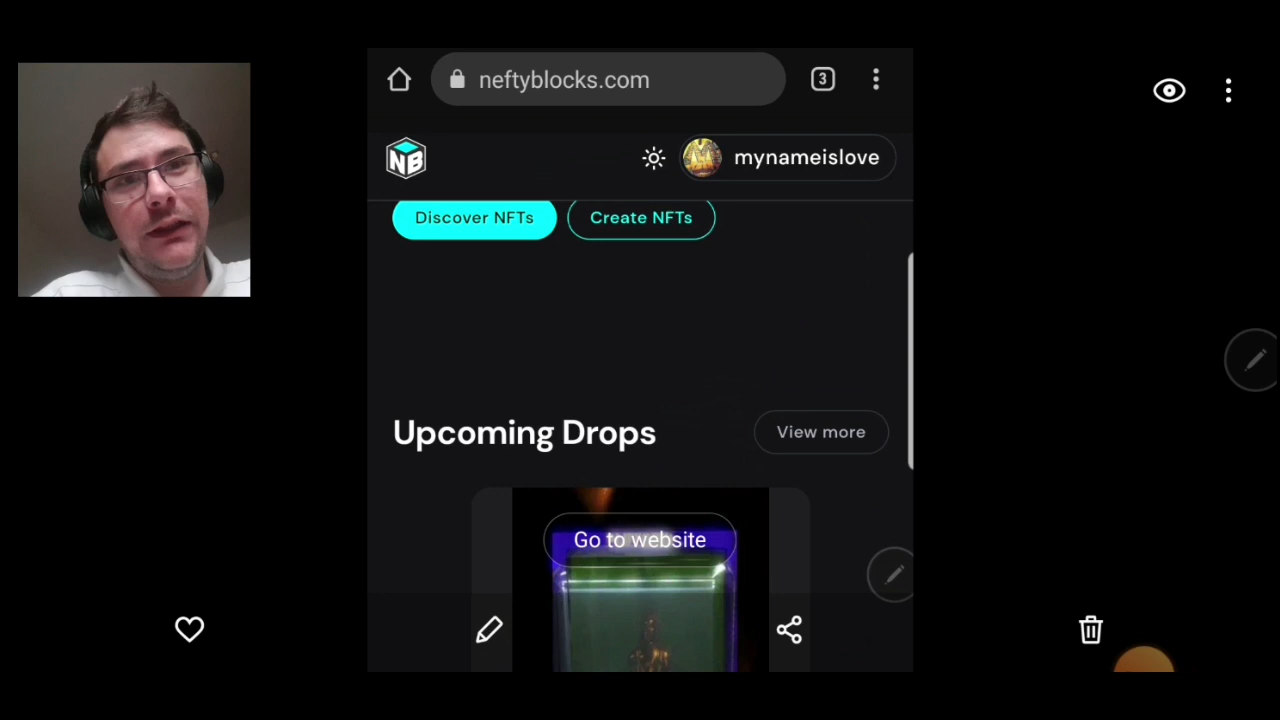 neftyblocks.com
3
NB
mynameislove
Discover NFTs
Create NFTs
Upcoming Drops
View more
Go to website